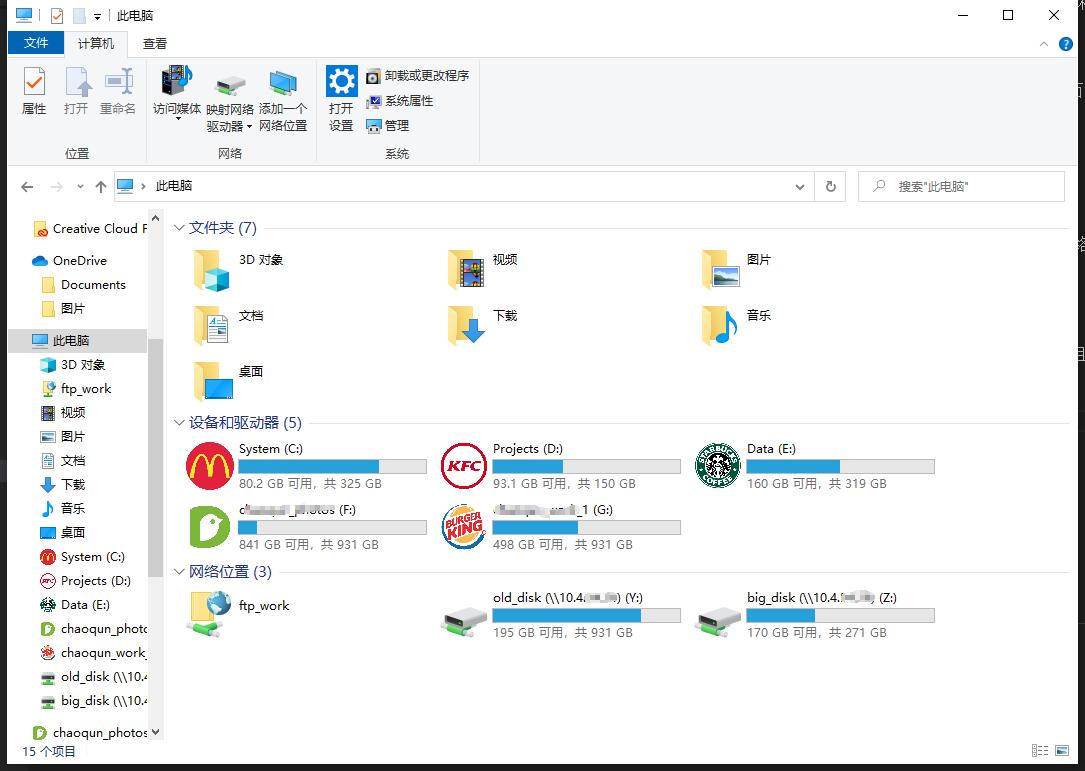 此电脑
文件 计算机 查看
属性 打开 重命名 访问媒体 映射网络驱动器 添加一个网络位置 打开设置 卸载或更改程序
系统属性
管理
位置 网络 系统
此电脑 搜索"此电脑"
Creative Cloud F
OneDrive
Documents
图片
此电脑
3D 对象
ftp_work
视频
图片
文档
下载
音乐
桌面
System (C:)
Projects (D:)
Data (E:)
chaoqun_photo
chaoqun_work_
old_disk (\\10.4
big_disk (\\10.4
chaoqun_photos
文件夹 (7)
3D 对象 视频 图片
文档 下载 音乐
桌面
设备和驱动器 (5)
System (C:) Projects (D:) Data (E:)
KFC
STARBUCKS COFFEE
80.2 GB 可用，共 325 GB 93.1 GB 可用，共 150 GB 160 GB 可用，共 319 GB
(F:) _1 (G:)
BURGER KING
841 GB 可用，共 931 GB 498 GB 可用，共 931 GB
网络位置 (3)
ftp_work old_disk (\\10.4. ) (Y:) big_disk (\\10.4. ) (Z:)
195 GB 可用，共 931 GB 170 GB 可用，共 271 GB
15 个项目